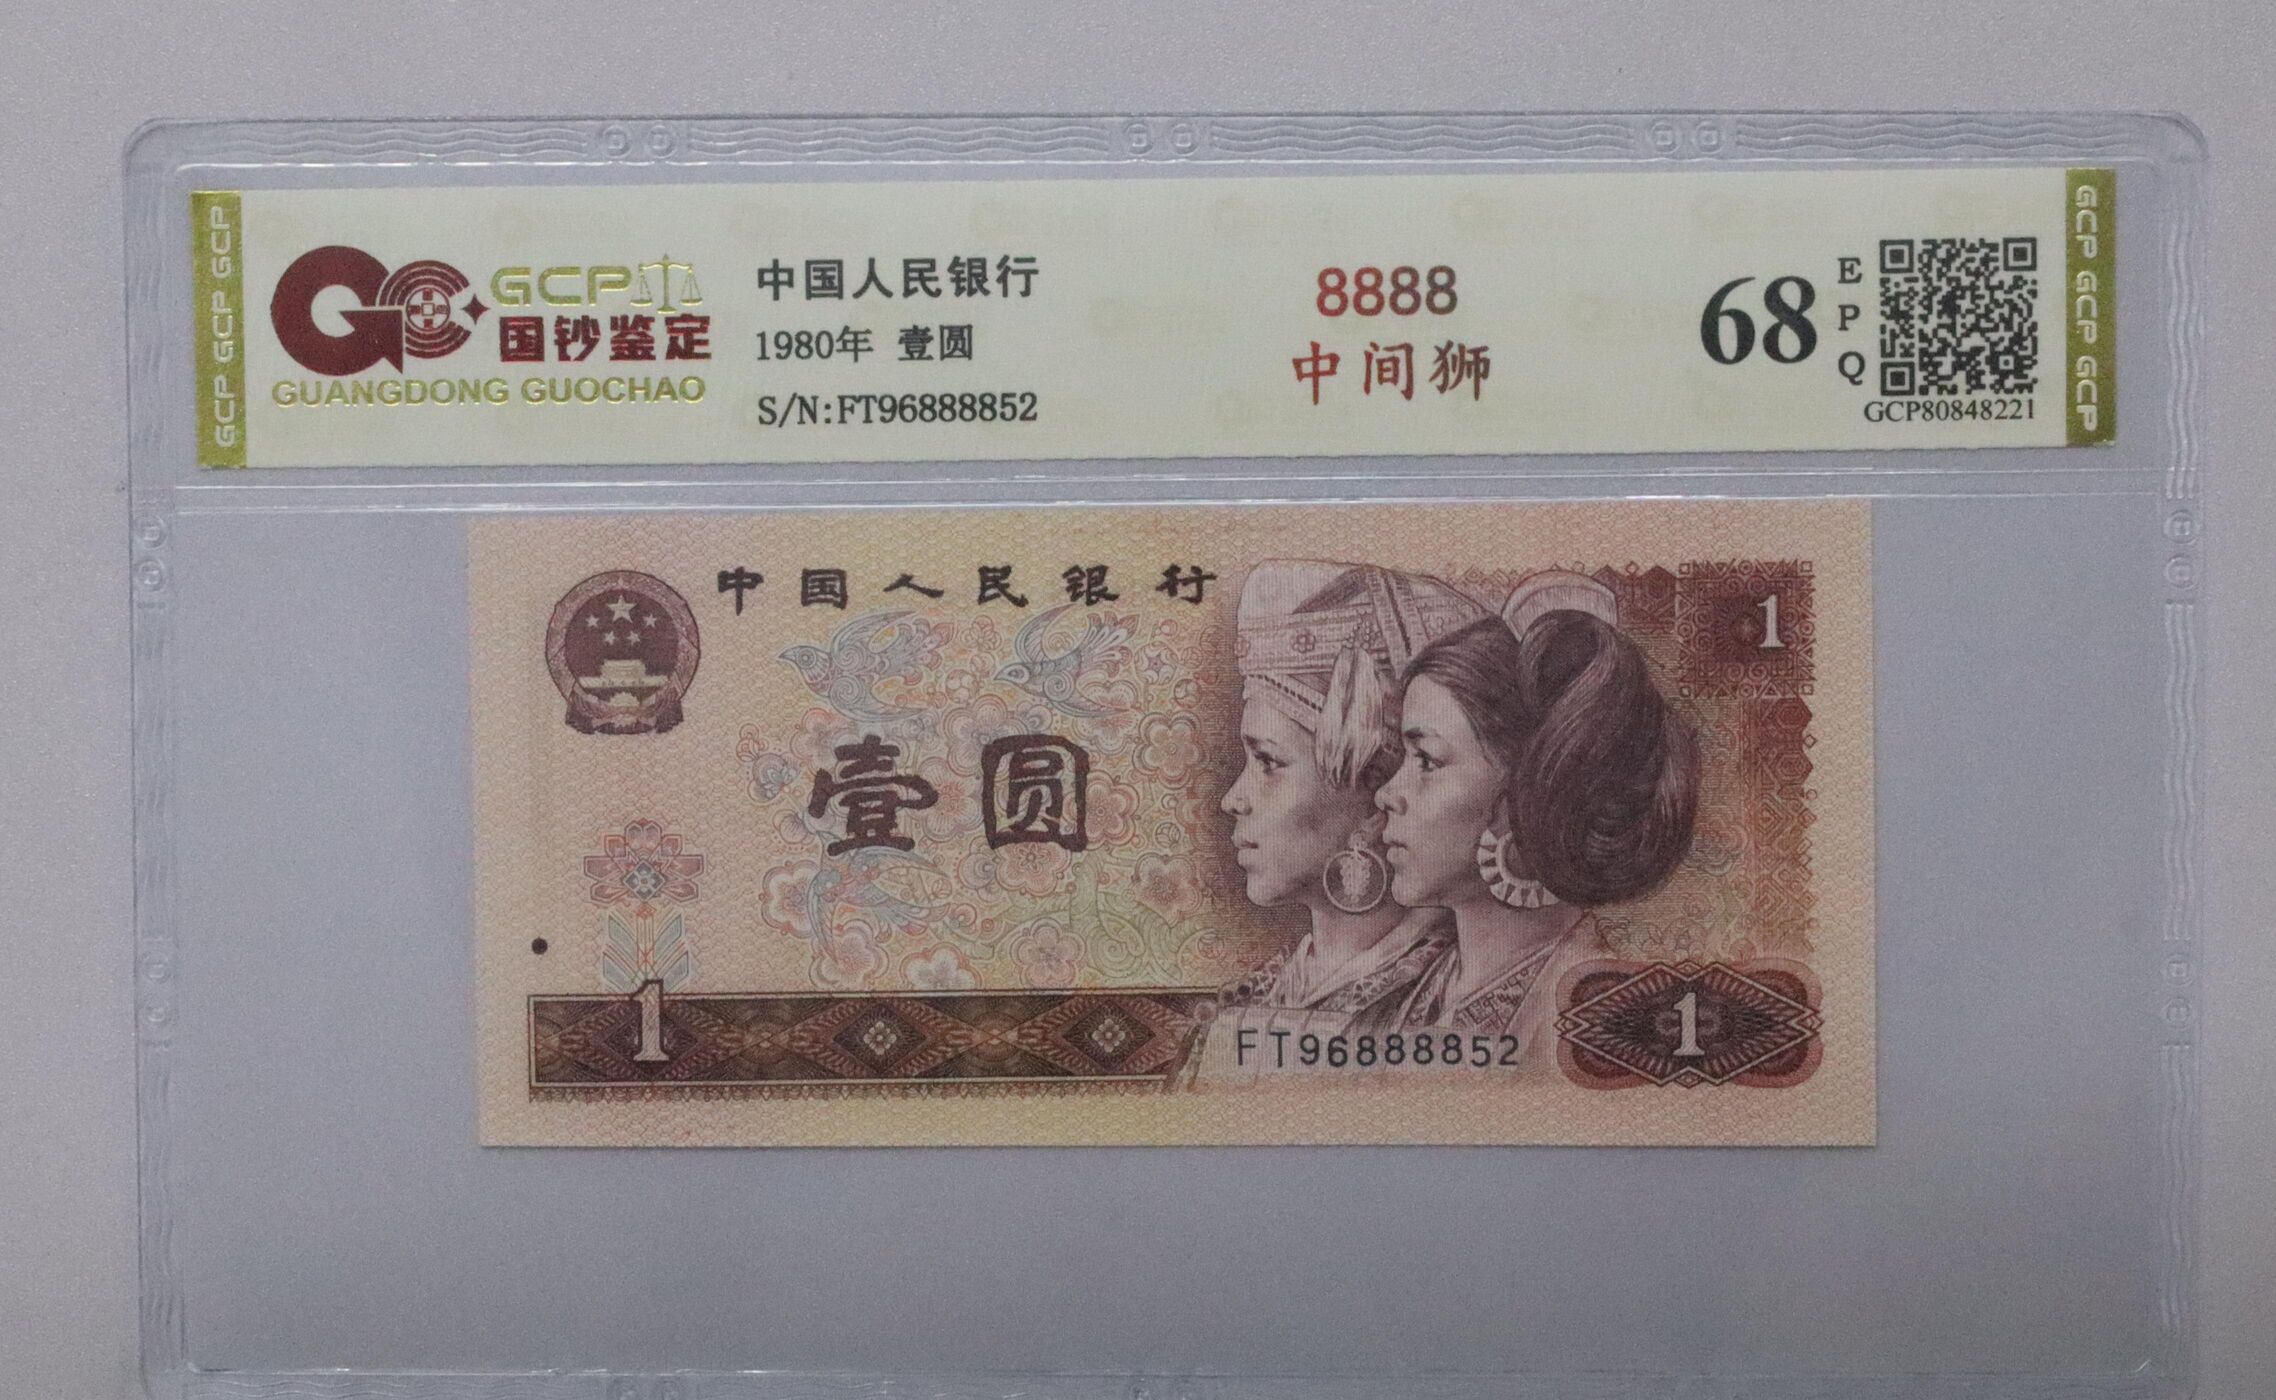 GCP GCP GCP
GCP
国钞鉴定
GUANGDONG GUOCHAO
中国人民银行
1980年 壹圆
S/N:FT96888852
8888
中间狮
68
E
P
Q
GCP80848221
GCP GCP GCP
中国人民银行
1
壹圆
1
FT96888852
1